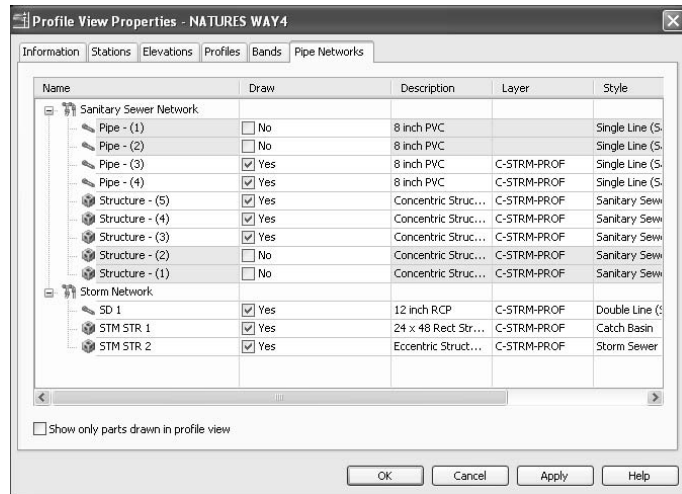 Profile View Properties - NATURES WAY4
Information Stations Elevations Profiles Bands Pipe Networks
Name Draw Description Layer Style
Sanitary Sewer Network
Pipe - (1) No 8 inch PVC Single Line (S
Pipe - (2) No 8 inch PVC Single Line (S
Pipe - (3) Yes 8 inch PVC C-STRM-PROF Single Line (S
Pipe - (4) Yes 8 inch PVC C-STRM-PROF Single Line (S
Structure - (5) Yes Concentric Struc... C-STRM-PROF Sanitary Sew
Structure - (4) Yes Concentric Struc... C-STRM-PROF Sanitary Sew
Structure - (3) Yes Concentric Struc... C-STRM-PROF Sanitary Sew
Structure - (2) No Concentric Struc... C-STRM-PROF Sanitary Sew
Structure - (1) No Concentric Struc... C-STRM-PROF Sanitary Sew
Storm Network
SD 1 Yes 12 inch RCP C-STRM-PROF Double Line (S
STM STR 1 Yes 24 x 48 Rect Str... C-STRM-PROF Catch Basin
STM STR 2 Yes Eccentric Struct... C-STRM-PROF Storm Sewer
Show only parts drawn in profile view
OK Cancel Apply Help